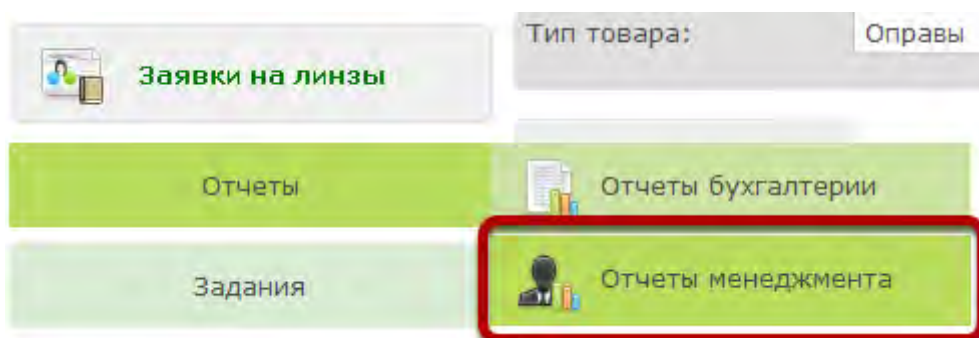 Тип товара: Оправы
Заявки на линзы
Отчеты
Отчеты бухгалтерии
Задания
Отчеты менеджмента